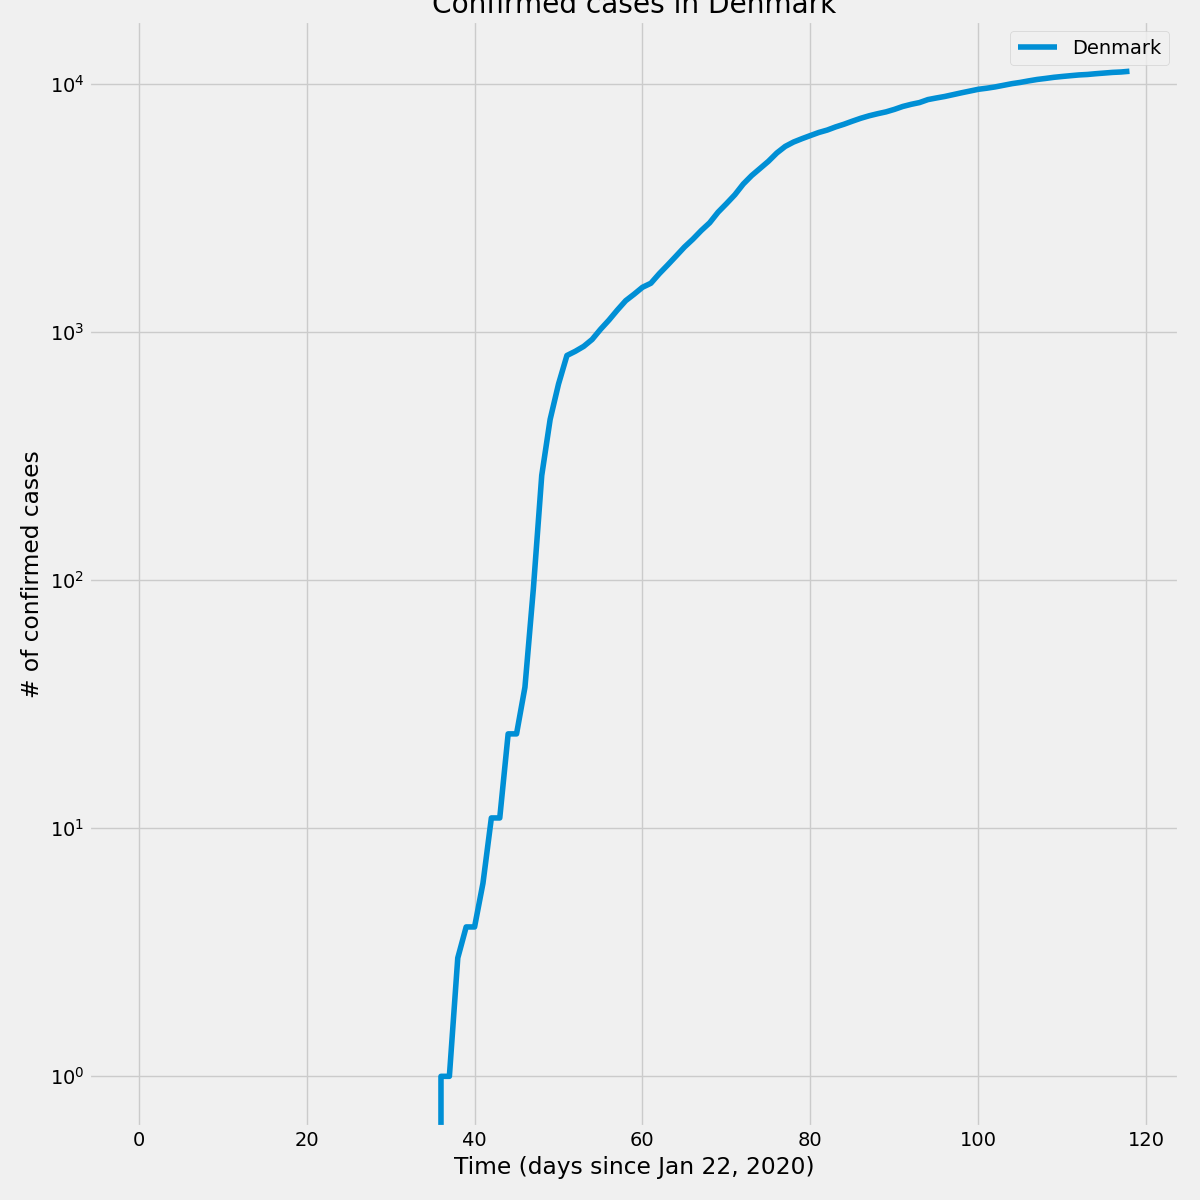 Confirmed cases in Denmark
Denmark
10⁴
10³
10²
10¹
10⁰
# of confirmed cases
0 20 40 60 80 100 120
Time (days since Jan 22, 2020)